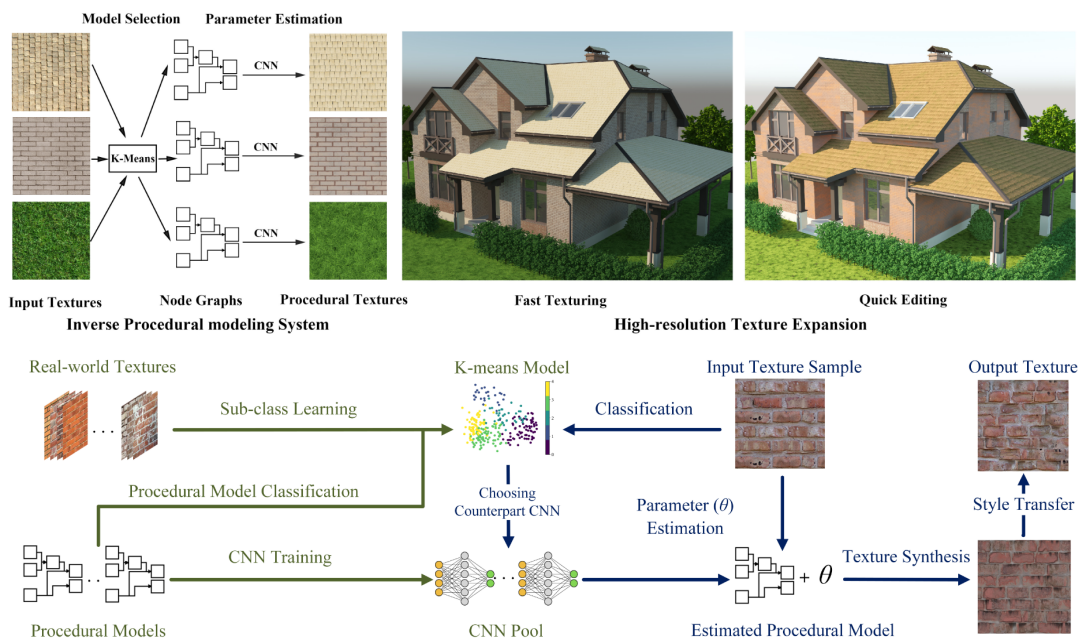 Model Selection
Parameter Estimation
CNN
K-Means
CNN
CNN
Input Textures
Node Graphs
Procedural Textures
Fast Texturing
Quick Editing
Inverse Procedural modeling System
High-resolution Texture Expansion
Real-world Textures
K-means Model
Input Texture Sample
Output Texture
Sub-class Learning
Classification
Procedural Model Classification
Choosing
Counterpart CNN
Parameter (θ)
Estimation
Style Transfer
CNN Training
. . .
+ θ
Texture Synthesis
Procedural Models
CNN Pool
Estimated Procedural Model